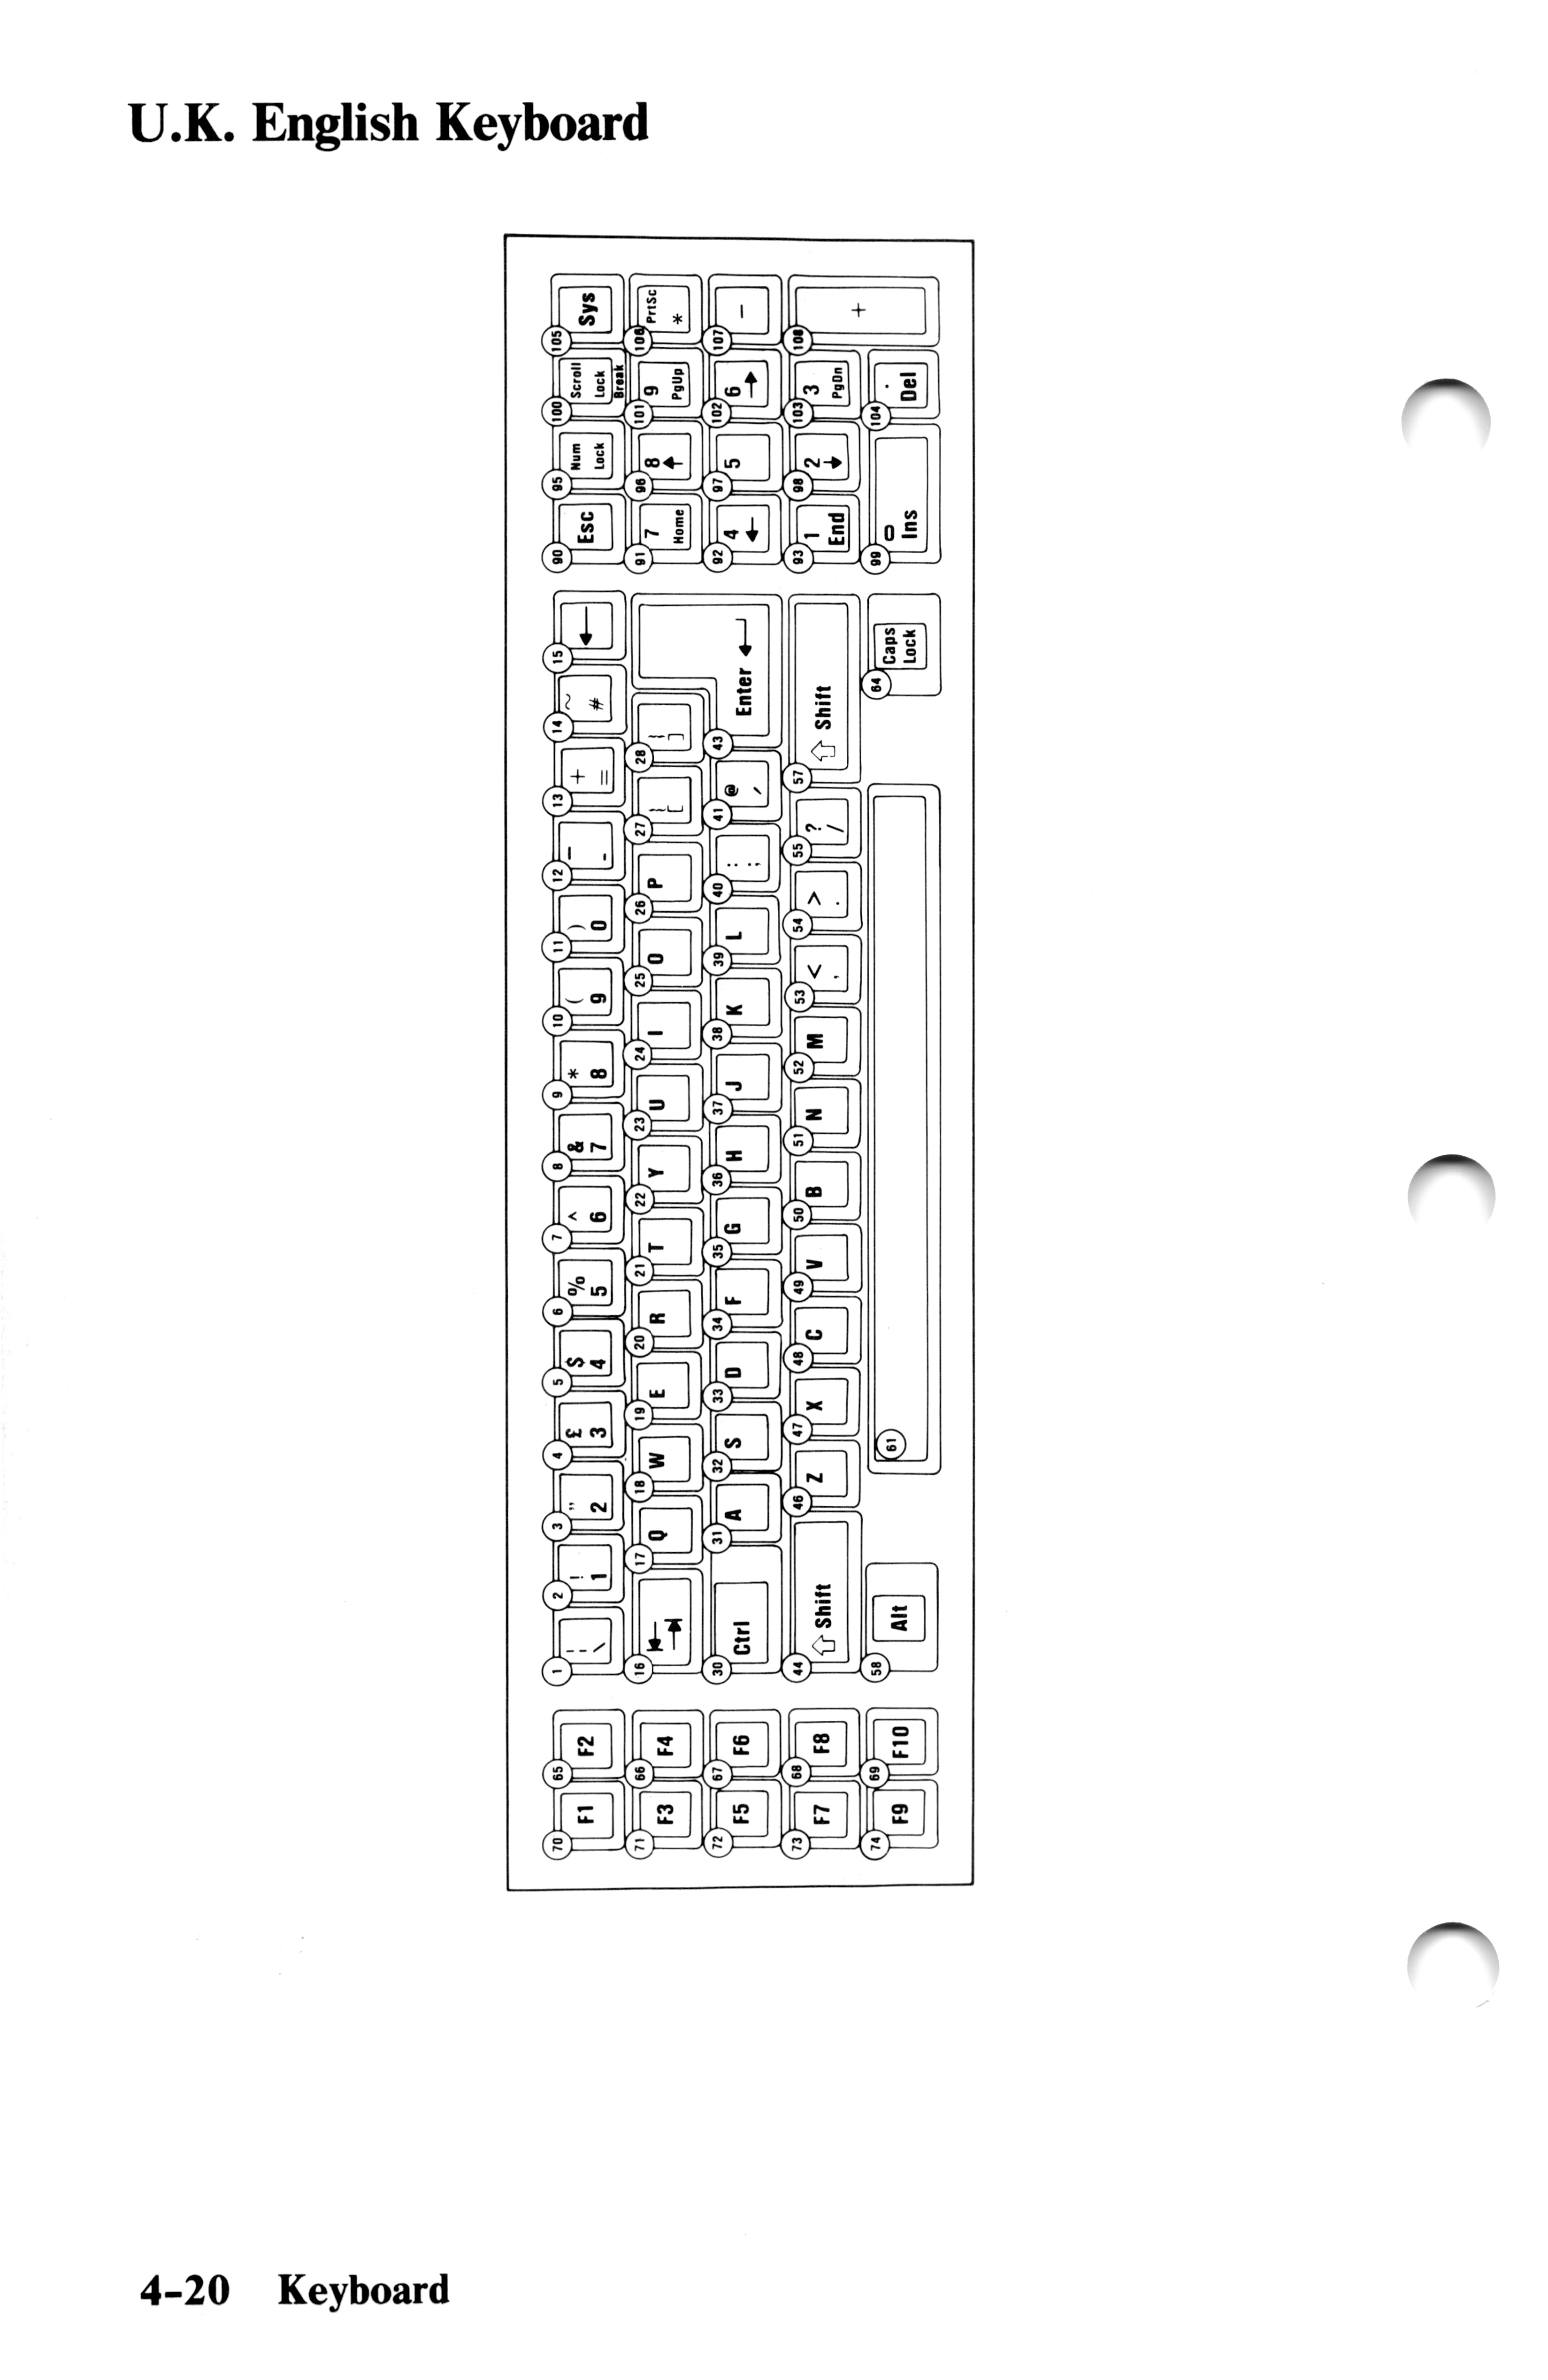 U.K. English Keyboard
70 F1 65 F2 1 ¦ \ 2 ! 1 3 " 2 4 £ 3 5 $ 4 6 % 5 7 ^ 6 8 & 7 9 * 8 10 ( 9 11 ) 0 12 _ - 13 + = 14 ~ # 15 ← 90 Esc 95 Num Lock 100 Scroll Lock Break 105 Sys
71 F3 66 F4 16 ⇤ ⇥ 17 Q 18 W 19 E 20 R 21 T 22 Y 23 U 24 I 25 O 26 P 27 { [ 28 } ] 91 7 Home 96 8 ↑ 101 9 PgUp 106 PrtSc *
72 F5 67 F6 30 Ctrl 31 A 32 S 33 D 34 F 35 G 36 H 37 J 38 K 39 L 40 : ; 41 @ ' 43 Enter ↵ 92 4 ← 97 5 102 6 → 107 -
73 F7 68 F8 44 ⇧ Shift 46 Z 47 X 48 C 49 V 50 B 51 N 52 M 53 < , 54 > . 55 ? / 57 ⇧ Shift 93 1 End 98 2 ↓ 103 3 PgDn 108 +
74 F9 69 F10 58 Alt 61 64 Caps Lock 99 0 Ins 104 . Del
4-20 Keyboard